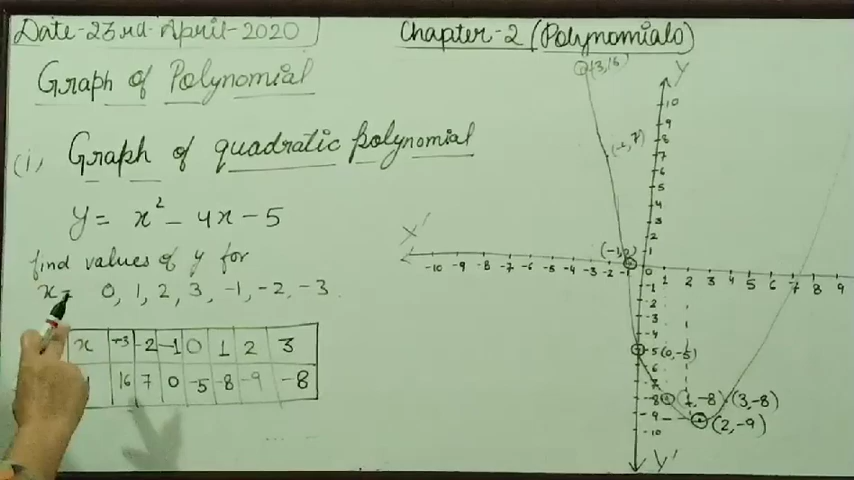 Date-23rd-April-2020
Chapter-2 (Polynomials)
Graph of Polynomial
(i) Graph of quadratic polynomial
y = x² - 4x - 5
find values of y for
x = 0, 1, 2, 3, -1, -2, -3.
x -3 -2 -1 0 1 2 3
16 7 0 -5 -8 -9 -8
Y
(-3,16)
10
9
8
(-2,7)
7
6
5
4
3
2
1
X'
(-1,0)
-10 -9 -8 -7 -6 -5 -4 -3 -2 -1 0 1 2 3 4 5 6 7 8 9
-1
-2
-3
-4
-5 (0,-5)
-7
-8 (1,-8) (3,-8)
-9 (2,-9)
-10
Y'